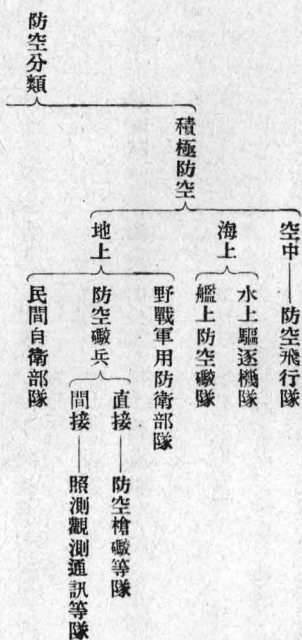 防空分類
積極防空
空中——防空飛行隊
海上
水上驅逐機隊
艦上防空礮隊
地上
野戰軍用防衛部隊
防空礮兵
直接——防空槍礮等隊
間接——照測觀測通訊等隊
民間自衛部隊